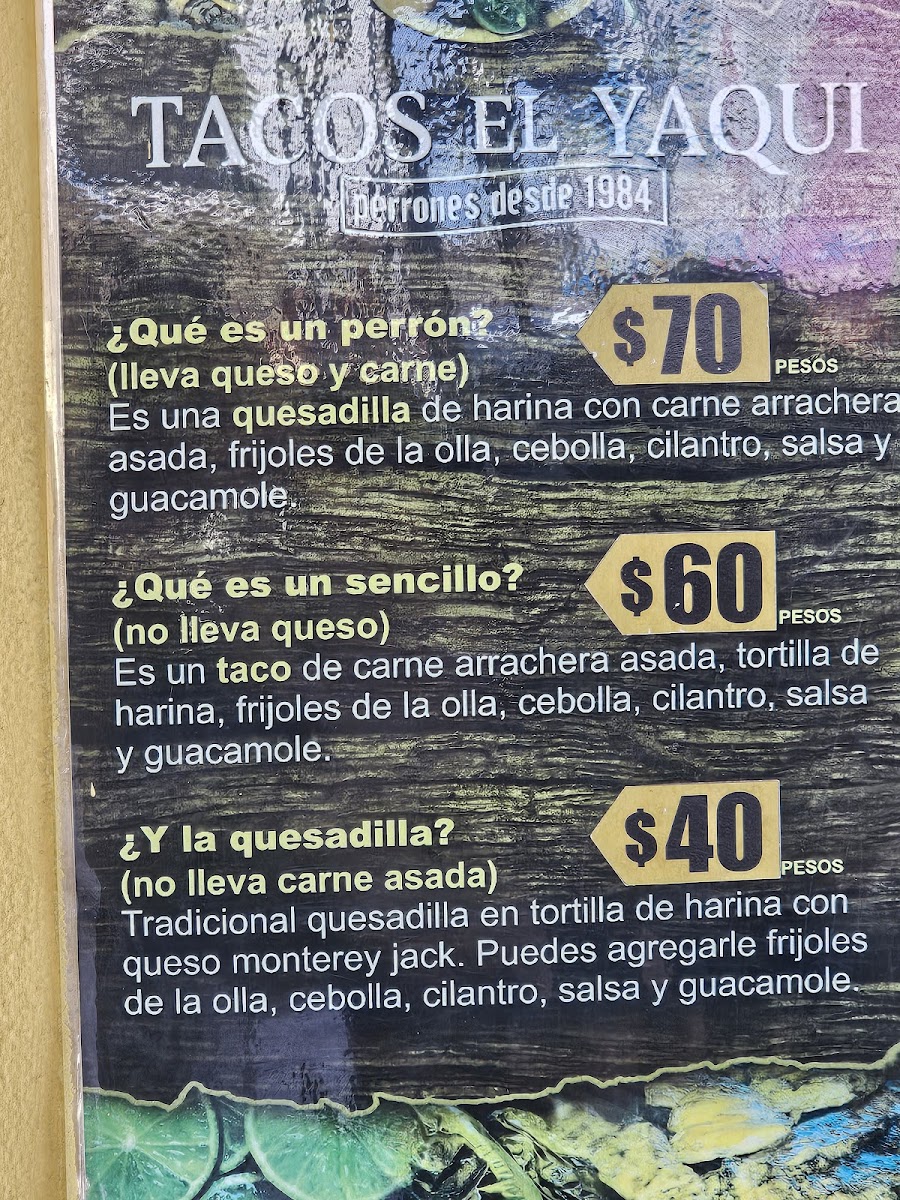 TACOS EL YAQUI
perrones desde 1984
¿Qué es un perrón?
$70 PESOS
(lleva queso y carne)
Es una quesadilla de harina con carne arrachera
asada, frijoles de la olla, cebolla, cilantro, salsa y
guacamole.
¿Qué es un sencillo?
$60 PESOS
(no lleva queso)
Es un taco de carne arrachera asada, tortilla de
harina, frijoles de la olla, cebolla, cilantro, salsa
y guacamole.
¿Y la quesadilla?
$40 PESOS
(no lleva carne asada)
Tradicional quesadilla en tortilla de harina con
queso monterey jack. Puedes agregarle frijoles
de la olla, cebolla, cilantro, salsa y guacamole.